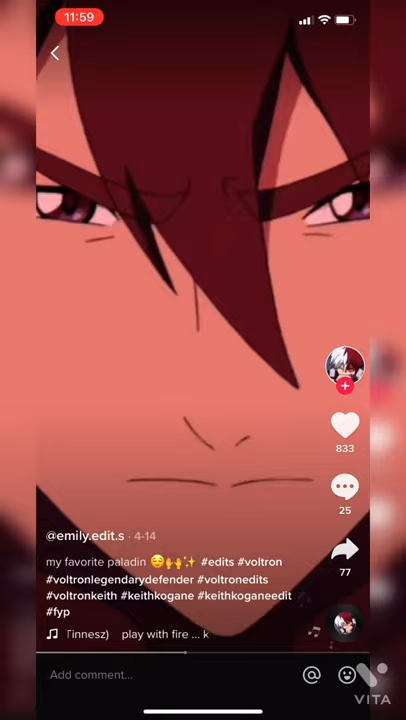 11:59
833
25
77
@emily.edit.s · 4-14
my favorite paladin 😌🙌✨ #edits #voltron
#voltronlegendarydefender #voltronedits
#voltronkeith #keithkogane #keithkoganeedit
#fyp
Tinnesz) play with fire ... k
Add comment...
VITA